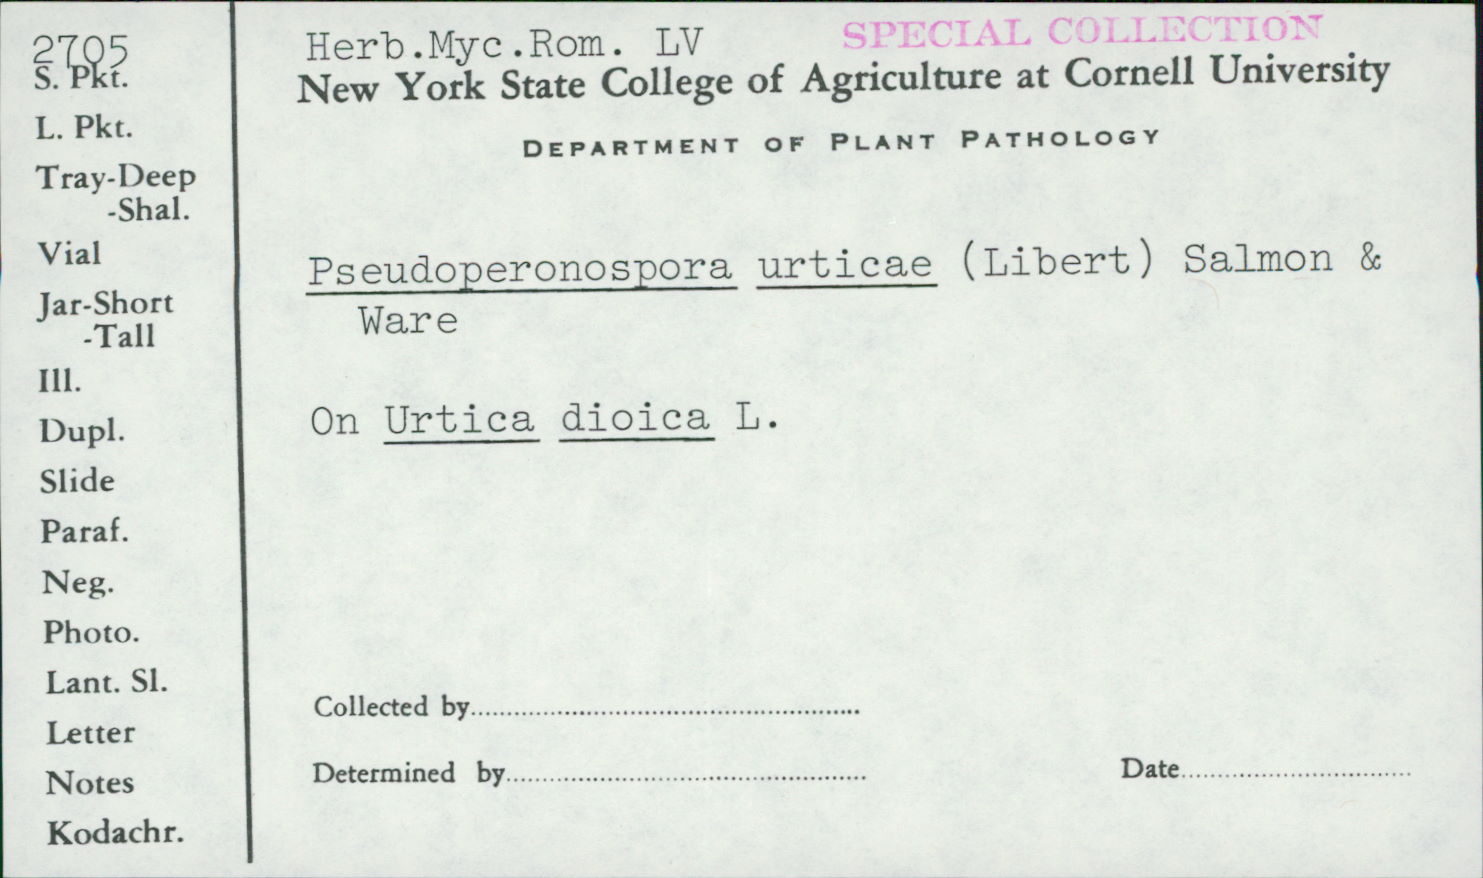 2705
S. Pkt.
L. Pkt.
Tray-Deep
-Shal.
Vial
Jar-Short
-Tall
Ill.
Dupl.
Slide
Paraf.
Neg.
Photo.
Lant. Sl.
Letter
Notes
Kodachr.
Herb.Myc.Rom. LV
SPECIAL COLLECTION
New York State College of Agriculture at Cornell University
DEPARTMENT OF PLANT PATHOLOGY
Pseudoperonospora urticae (Libert) Salmon &
Ware
On Urtica dioica L.
Collected by
Determined by
Date